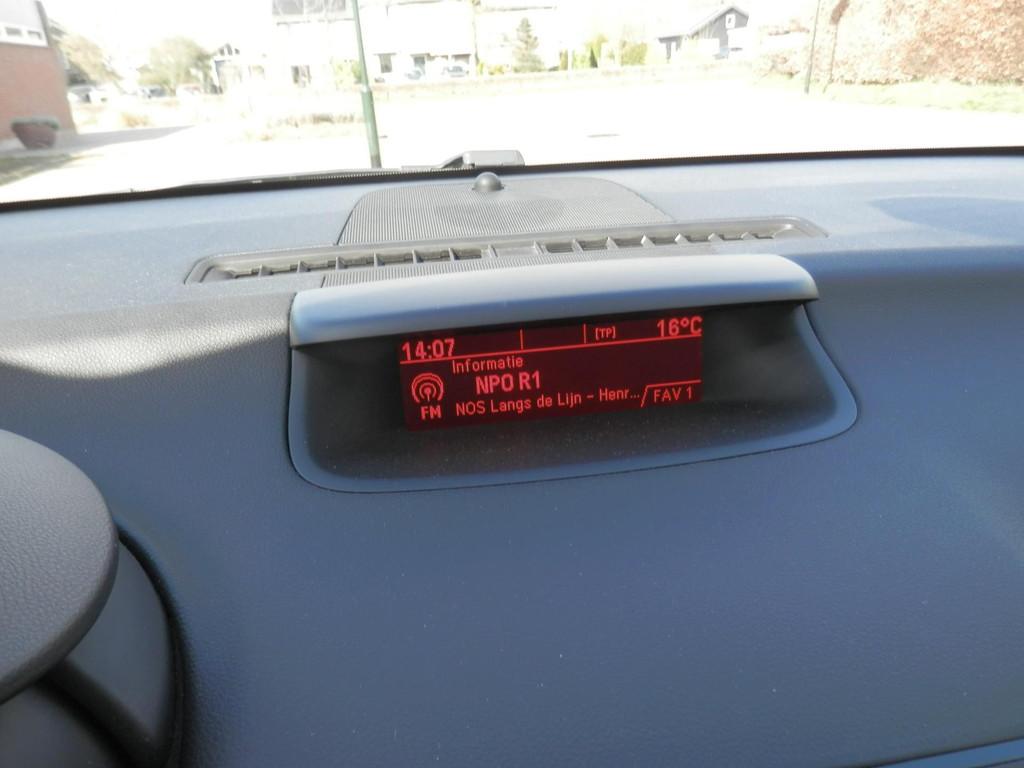 14:07 [TP] 16°C
Informatie
NPO R1
FM NOS Langs de Lijn - Henr... FAV 1